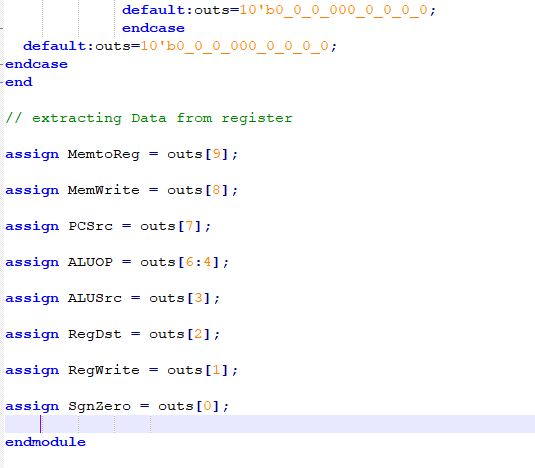 default:outs=10'b0_0_0_000_0_0_0_0;
endcase
default:outs=10'b0_0_0_000_0_0_0_0;
endcase
end
// extracting Data from register
assign MemtoReg = outs[9];
assign MemWrite = outs[8];
assign PCSrc = outs[7];
assign ALUOP = outs[6:4];
assign ALUSrc = outs[3];
assign RegDst = outs[2];
assign RegWrite = outs[1];
assign SgnZero = outs[0];
endmodule